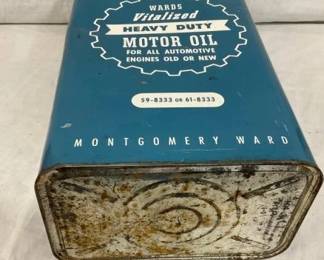 WARDS
Vitalized
HEAVY DUTY
MOTOR OIL
FOR ALL AUTOMOTIVE
ENGINES OLD OR NEW
59-8333 OR 61-8333
MONTGOMERY WARD